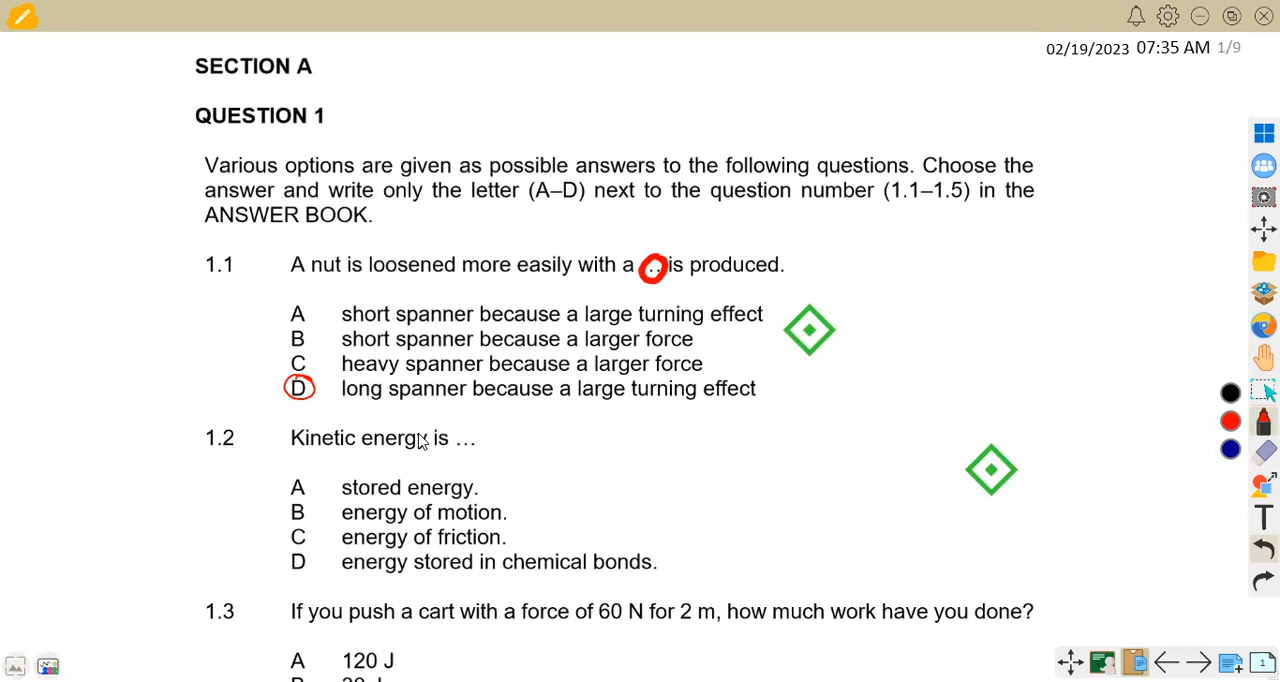 02/19/2023 07:35 AM 1/9
SECTION A
QUESTION 1
Various options are given as possible answers to the following questions. Choose the
answer and write only the letter (A–D) next to the question number (1.1–1.5) in the
ANSWER BOOK.
1.1 A nut is loosened more easily with a … is produced.
A short spanner because a large turning effect
B short spanner because a larger force
C heavy spanner because a larger force
D long spanner because a large turning effect
1.2 Kinetic energy is …
A stored energy.
B energy of motion.
C energy of friction.
D energy stored in chemical bonds.
1.3 If you push a cart with a force of 60 N for 2 m, how much work have you done?
A 120 J